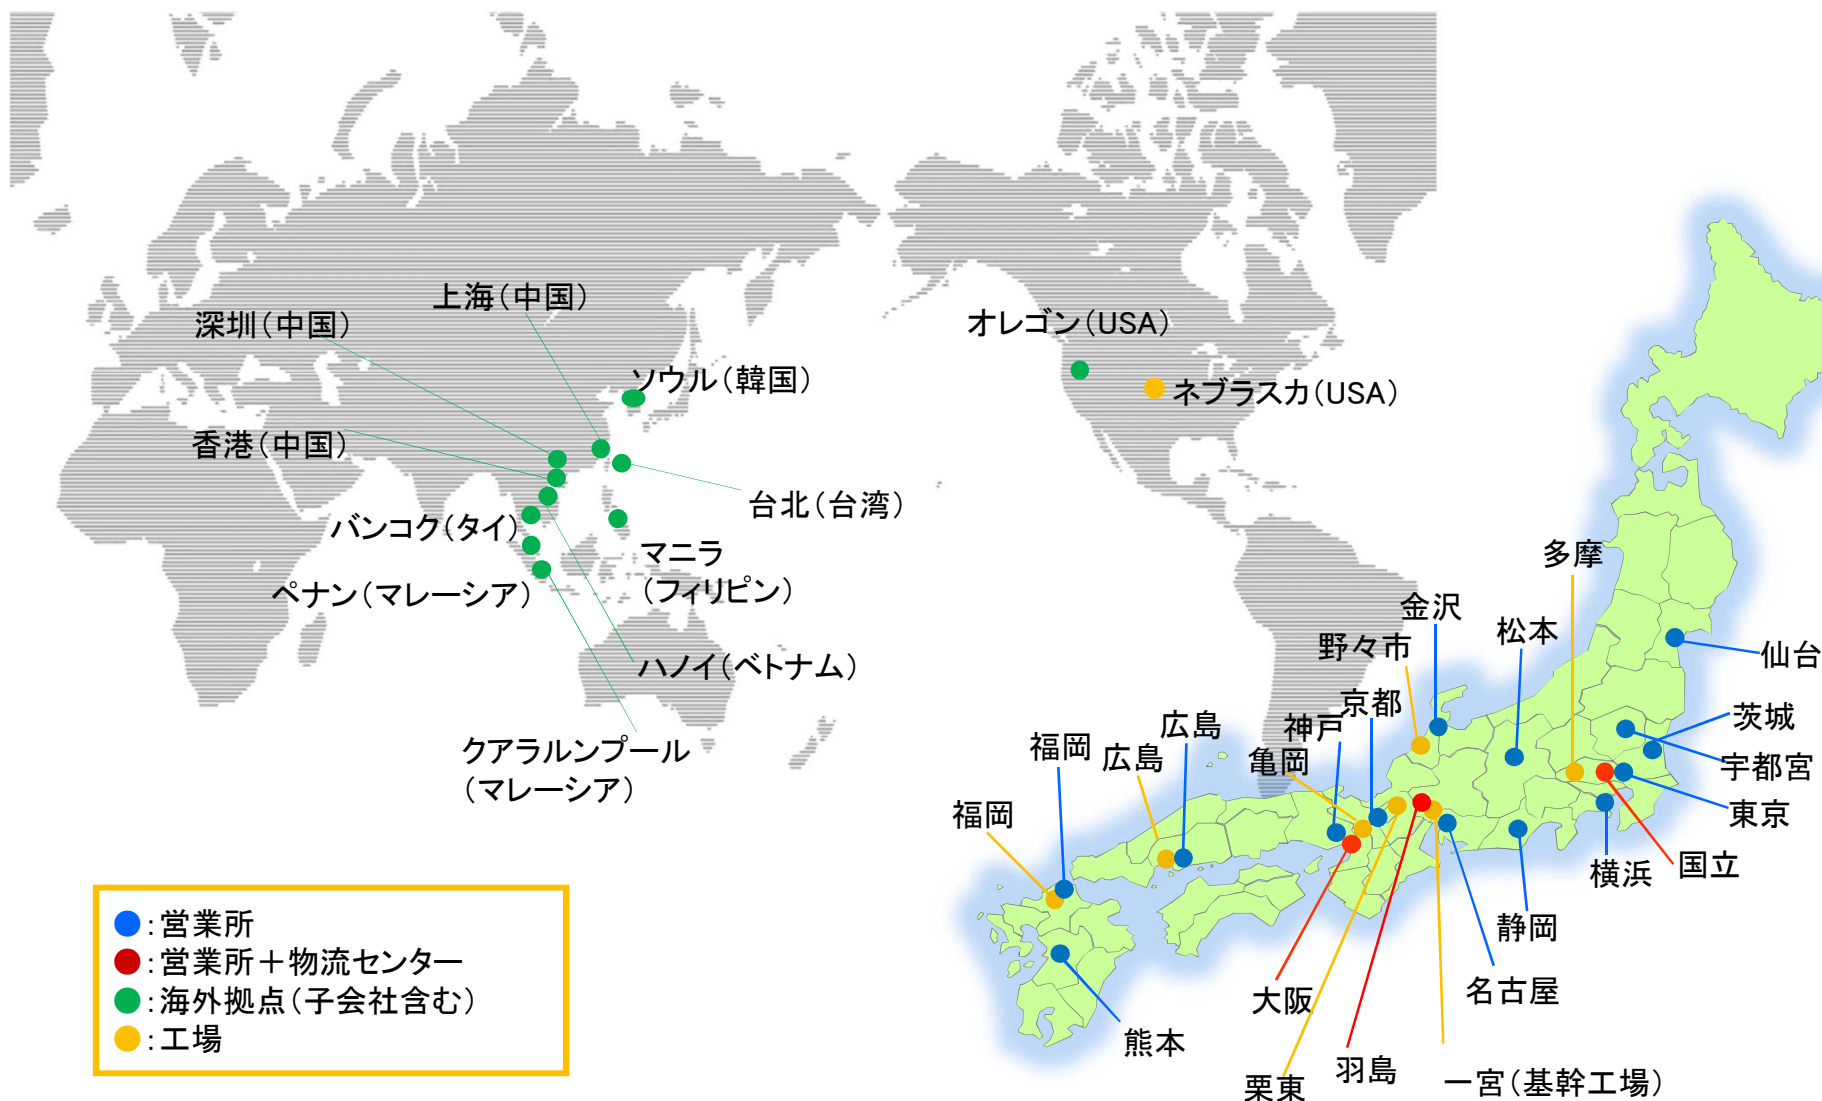 上海（中国）
深圳（中国）
オレゴン（USA）
ソウル（韓国）
ネブラスカ（USA）
香港（中国）
台北（台湾）
バンコク（タイ）
マニラ
（フィリピン）
ペナン（マレーシア）
ハノイ（ベトナム）
クアラルンプール
（マレーシア）
多摩
金沢
松本
野々市
仙台
京都
神戸
広島
茨城
福岡
広島
亀岡
宇都宮
福岡
東京
横浜
国立
静岡
名古屋
大阪
熊本
羽島
栗東
一宮（基幹工場）
：営業所
：営業所＋物流センター
：海外拠点（子会社含む）
：工場